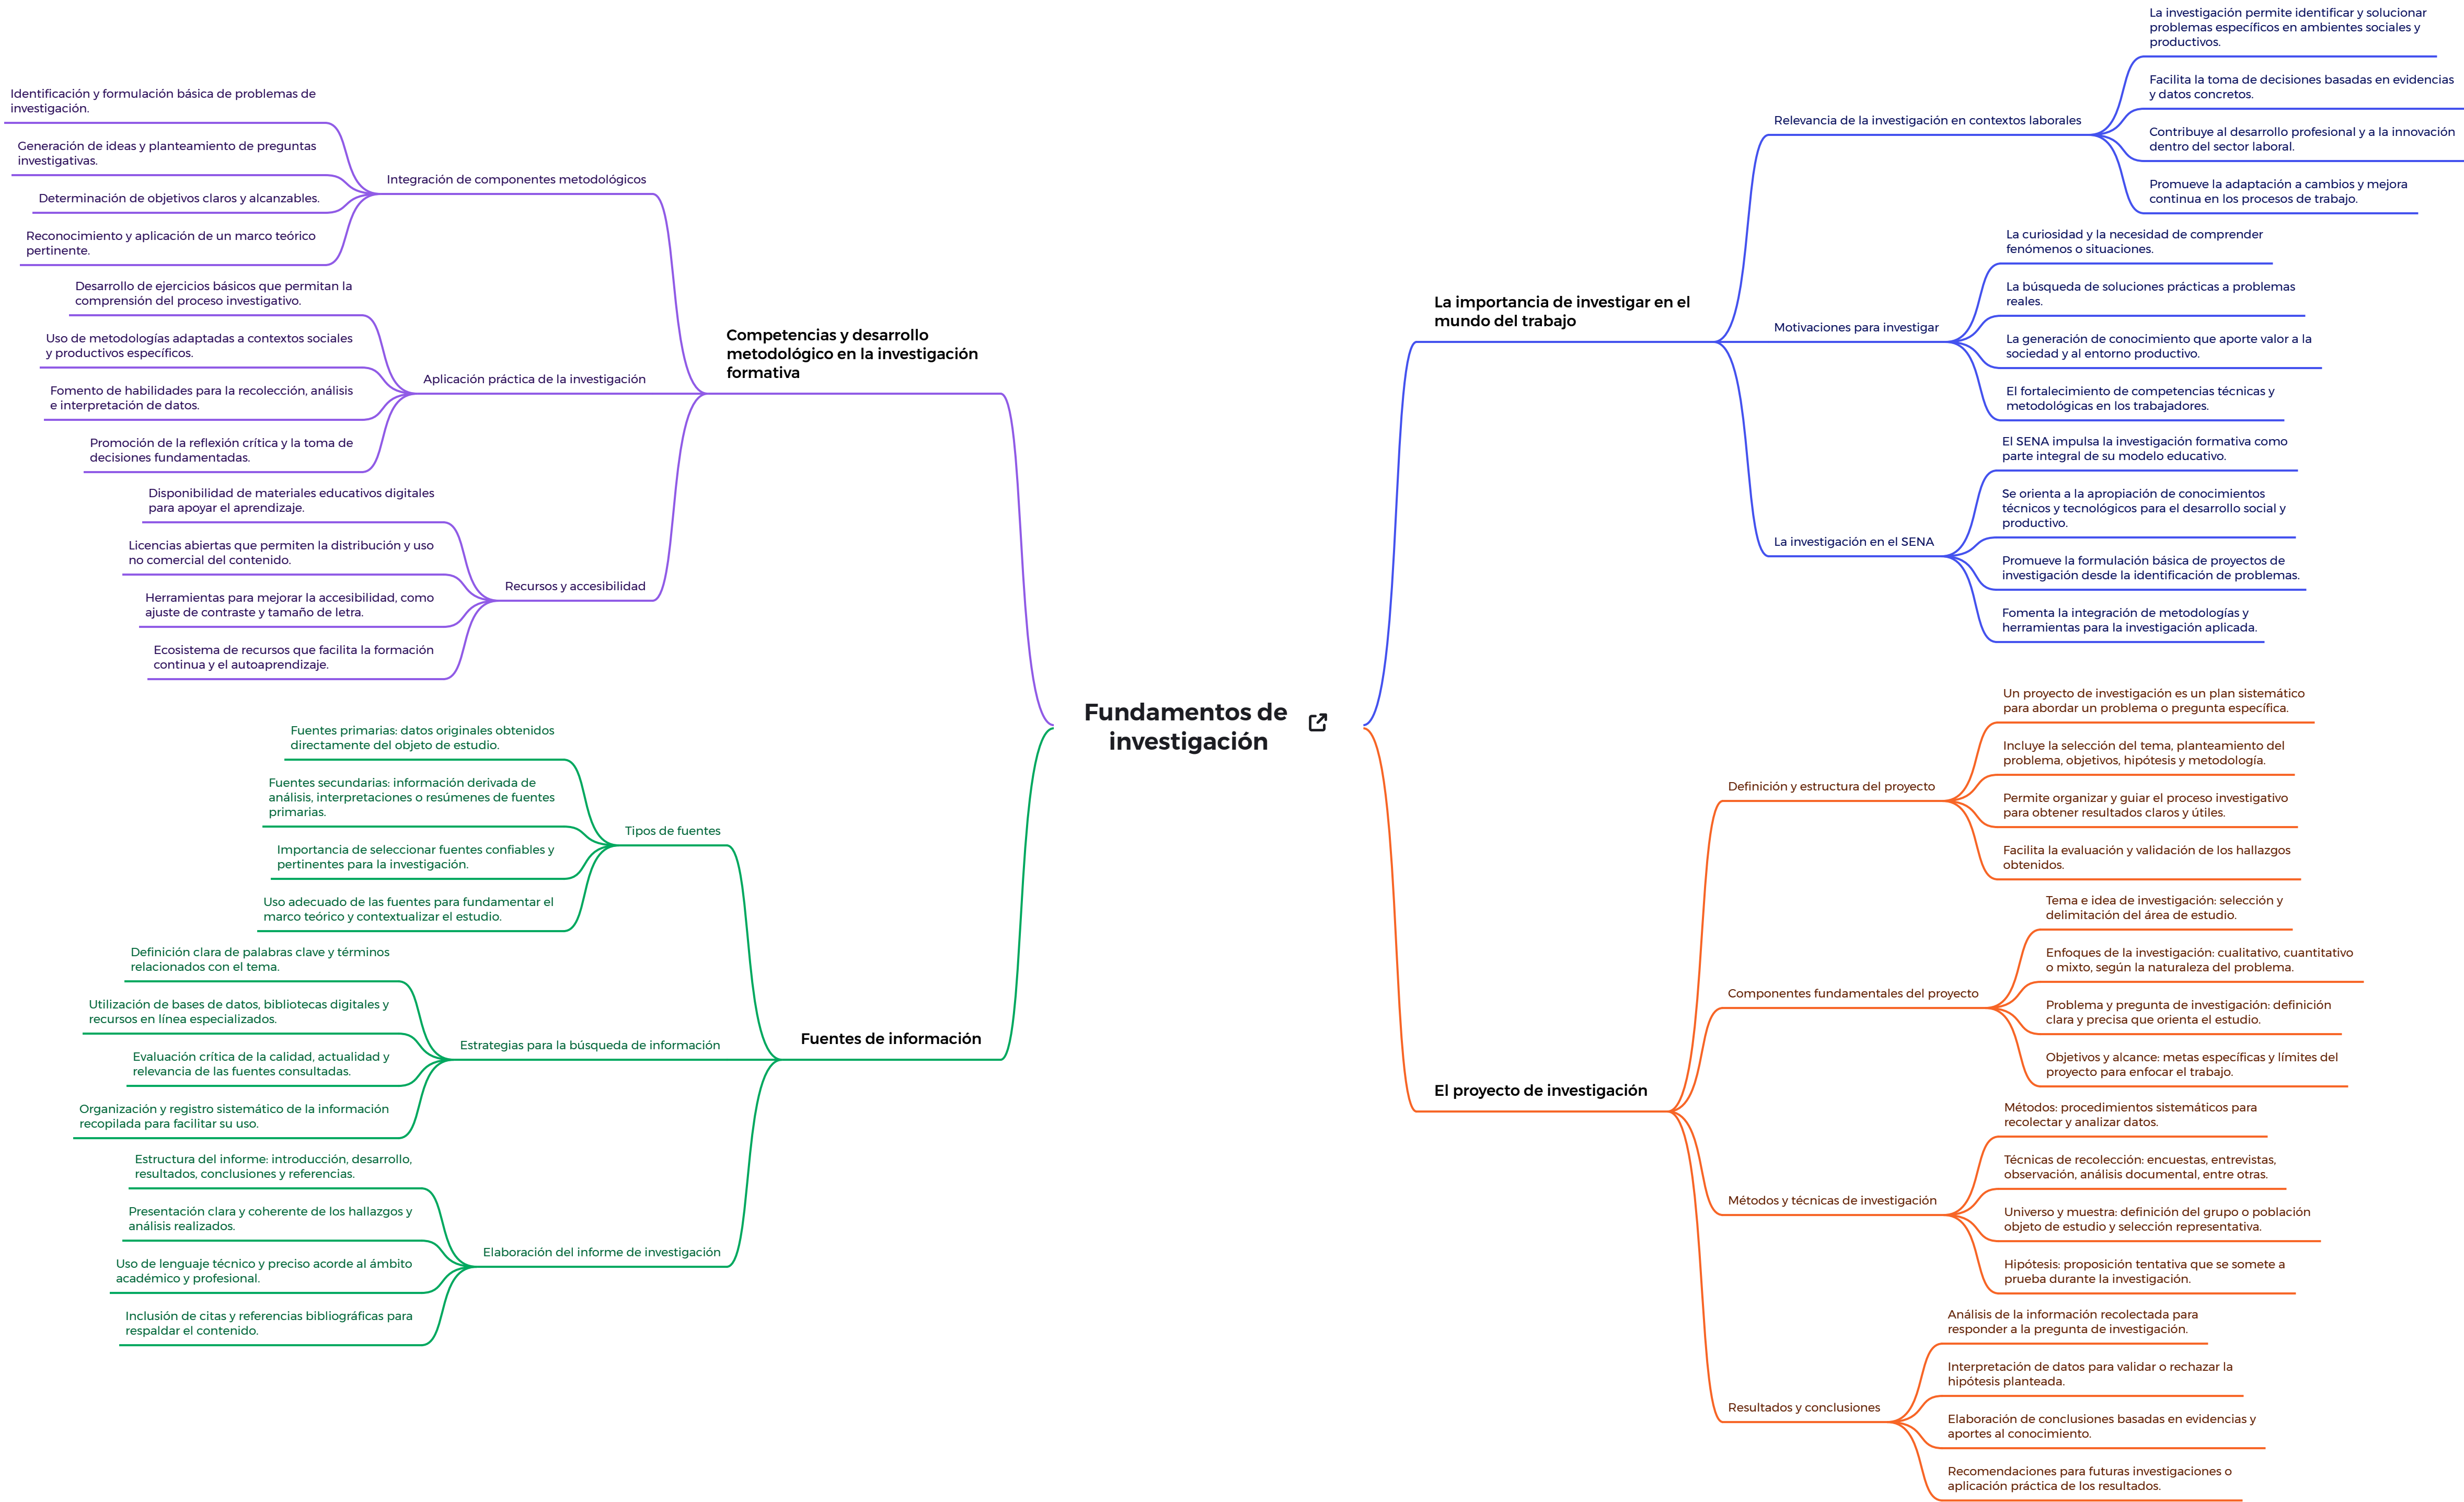 Fundamentos de
investigación
La importancia de investigar en el
mundo del trabajo
Relevancia de la investigación en contextos laborales
La investigación permite identificar y solucionar
problemas específicos en ambientes sociales y
productivos.
Facilita la toma de decisiones basadas en evidencias
y datos concretos.
Contribuye al desarrollo profesional y a la innovación
dentro del sector laboral.
Promueve la adaptación a cambios y mejora
continua en los procesos de trabajo.
Motivaciones para investigar
La curiosidad y la necesidad de comprender
fenómenos o situaciones.
La búsqueda de soluciones prácticas a problemas
reales.
La generación de conocimiento que aporte valor a la
sociedad y al entorno productivo.
El fortalecimiento de competencias técnicas y
metodológicas en los trabajadores.
La investigación en el SENA
El SENA impulsa la investigación formativa como
parte integral de su modelo educativo.
Se orienta a la apropiación de conocimientos
técnicos y tecnológicos para el desarrollo social y
productivo.
Promueve la formulación básica de proyectos de
investigación desde la identificación de problemas.
Fomenta la integración de metodologías y
herramientas para la investigación aplicada.
El proyecto de investigación
Definición y estructura del proyecto
Un proyecto de investigación es un plan sistemático
para abordar un problema o pregunta específica.
Incluye la selección del tema, planteamiento del
problema, objetivos, hipótesis y metodología.
Permite organizar y guiar el proceso investigativo
para obtener resultados claros y útiles.
Facilita la evaluación y validación de los hallazgos
obtenidos.
Componentes fundamentales del proyecto
Tema e idea de investigación: selección y
delimitación del área de estudio.
Enfoques de la investigación: cualitativo, cuantitativo
o mixto, según la naturaleza del problema.
Problema y pregunta de investigación: definición
clara y precisa que orienta el estudio.
Objetivos y alcance: metas específicas y límites del
proyecto para enfocar el trabajo.
Métodos y técnicas de investigación
Métodos: procedimientos sistemáticos para
recolectar y analizar datos.
Técnicas de recolección: encuestas, entrevistas,
observación, análisis documental, entre otras.
Universo y muestra: definición del grupo o población
objeto de estudio y selección representativa.
Hipótesis: proposición tentativa que se somete a
prueba durante la investigación.
Resultados y conclusiones
Análisis de la información recolectada para
responder a la pregunta de investigación.
Interpretación de datos para validar o rechazar la
hipótesis planteada.
Elaboración de conclusiones basadas en evidencias y
aportes al conocimiento.
Recomendaciones para futuras investigaciones o
aplicación práctica de los resultados.
Competencias y desarrollo
metodológico en la investigación
formativa
Integración de componentes metodológicos
Identificación y formulación básica de problemas de
investigación.
Generación de ideas y planteamiento de preguntas
investigativas.
Determinación de objetivos claros y alcanzables.
Reconocimiento y aplicación de un marco teórico
pertinente.
Aplicación práctica de la investigación
Desarrollo de ejercicios básicos que permitan la
comprensión del proceso investigativo.
Uso de metodologías adaptadas a contextos sociales
y productivos específicos.
Fomento de habilidades para la recolección, análisis
e interpretación de datos.
Promoción de la reflexión crítica y la toma de
decisiones fundamentadas.
Recursos y accesibilidad
Disponibilidad de materiales educativos digitales
para apoyar el aprendizaje.
Licencias abiertas que permiten la distribución y uso
no comercial del contenido.
Herramientas para mejorar la accesibilidad, como
ajuste de contraste y tamaño de letra.
Ecosistema de recursos que facilita la formación
continua y el autoaprendizaje.
Fuentes de información
Tipos de fuentes
Fuentes primarias: datos originales obtenidos
directamente del objeto de estudio.
Fuentes secundarias: información derivada de
análisis, interpretaciones o resúmenes de fuentes
primarias.
Importancia de seleccionar fuentes confiables y
pertinentes para la investigación.
Uso adecuado de las fuentes para fundamentar el
marco teórico y contextualizar el estudio.
Estrategias para la búsqueda de información
Definición clara de palabras clave y términos
relacionados con el tema.
Utilización de bases de datos, bibliotecas digitales y
recursos en línea especializados.
Evaluación crítica de la calidad, actualidad y
relevancia de las fuentes consultadas.
Organización y registro sistemático de la información
recopilada para facilitar su uso.
Elaboración del informe de investigación
Estructura del informe: introducción, desarrollo,
resultados, conclusiones y referencias.
Presentación clara y coherente de los hallazgos y
análisis realizados.
Uso de lenguaje técnico y preciso acorde al ámbito
académico y profesional.
Inclusión de citas y referencias bibliográficas para
respaldar el contenido.